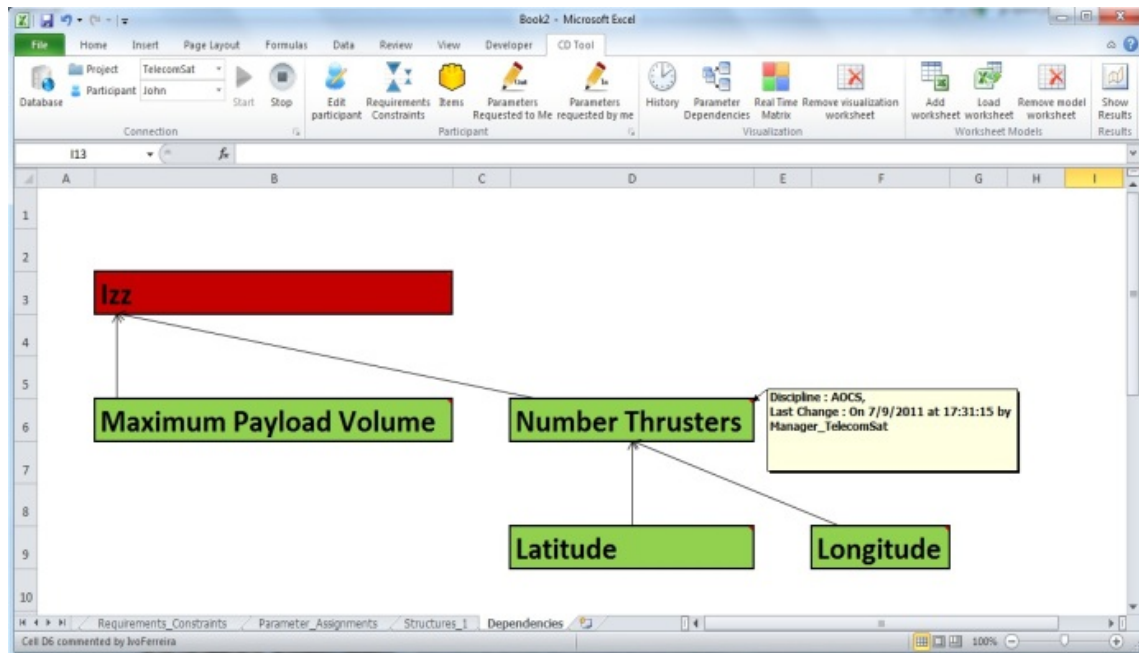 Book2 - Microsoft Excel
File Home Insert Page Layout Formulas Data Review View Developer CD Tool
Database
Project TelecomSat
Participant John
Start Stop
Connection
Edit participant
Requirements Constraints
Items
Parameters Requested to Me
Parameters requested by me
Participant
History
Parameter Dependencies
Real Time Matrix
Remove visualization worksheet
Visualization
Add worksheet
Load worksheet
Remove model worksheet
Worksheet Models
Show Results
Results
I13 fx
A B C D E F G H I
1
2
3 Izz
4
5
6 Maximum Payload Volume Number Thrusters
Discipline : AOCS,
Last Change : On 7/9/2011 at 17:31:15 by
Manager_TelecomSat
7
8
9 Latitude Longitude
10
Requirements_Constraints Parameter_Assignments Structures_1 Dependencies
Cell D6 commented by IvoFerreira 100%